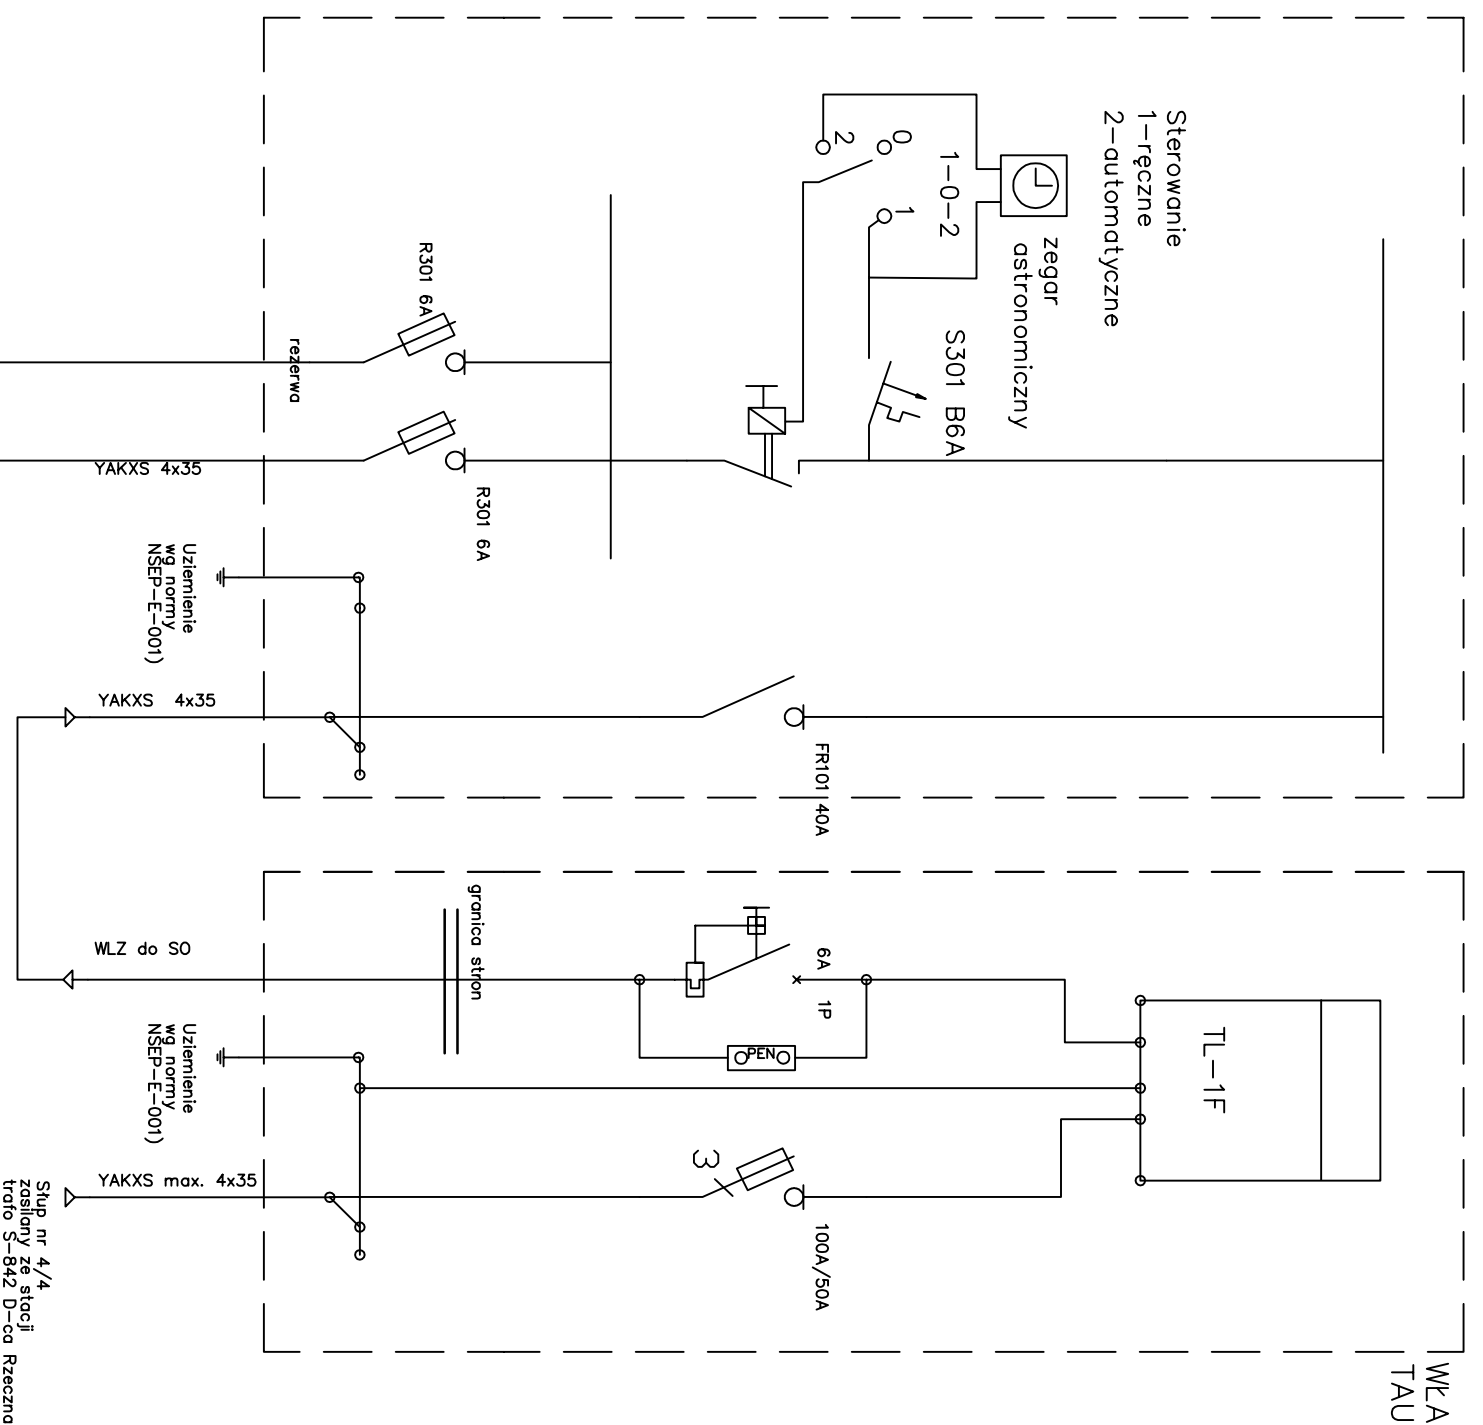 Sterowanie
1-ręczne
2-automatyczne
zegar
astronomiczny
1-0-2
0
2
1
S301 B6A
R301 6A
rezerwa
R301 6A
YAKXS 4x35
Uziemienie
wg normy
NSEP-E-001)
YAKXS 4x35
FR101 40A
granica stron
WLZ do SO
6A 1P
PEN
TL-1F
Uziemienie
wg normy
NSEP-E-001)
YAKXS max. 4x35
3
100A/50A
Słup nr 4/4
zasilany ze stacji
trafo S-842 D-ca Rzeczna
WŁA
TAU